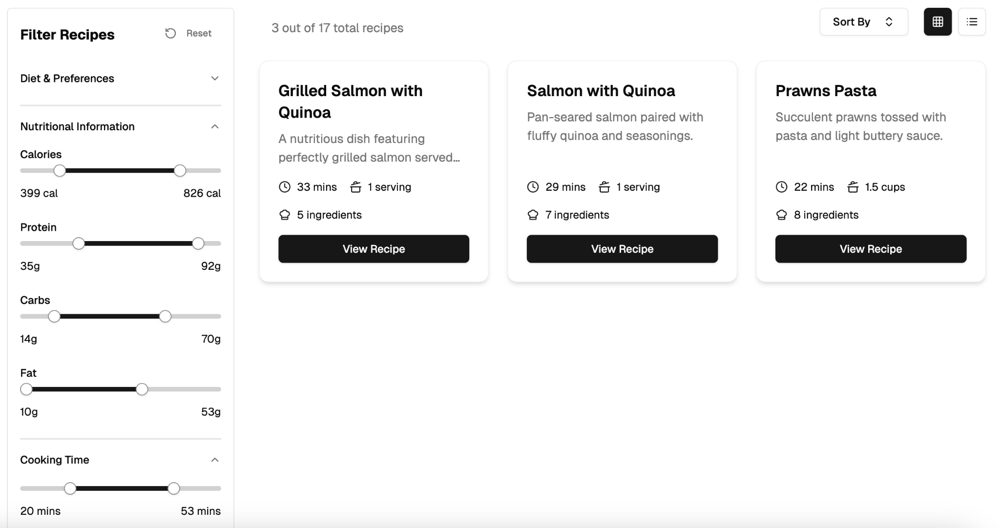 Filter Recipes
Reset
Diet & Preferences
Nutritional Information
Calories
399 cal
826 cal
Protein
35g
92g
Carbs
14g
70g
Fat
10g
53g
Cooking Time
20 mins
53 mins
3 out of 17 total recipes
Sort By
Grilled Salmon with
Quinoa
A nutritious dish featuring
perfectly grilled salmon served...
33 mins
1 serving
5 ingredients
View Recipe
Salmon with Quinoa
Pan-seared salmon paired with
fluffy quinoa and seasonings.
29 mins
1 serving
7 ingredients
View Recipe
Prawns Pasta
Succulent prawns tossed with
pasta and light buttery sauce.
22 mins
1.5 cups
8 ingredients
View Recipe